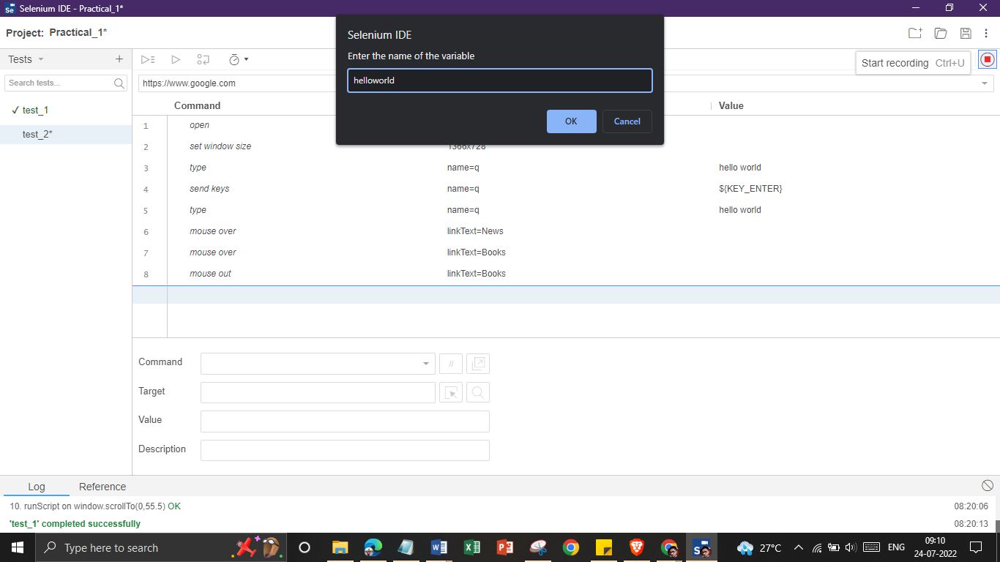 Selenium IDE - Practical_1*
Project: Practical_1*
Selenium IDE
Enter the name of the variable
helloworld
OK Cancel
Tests
Start recording Ctrl+U
Search tests...
https://www.google.com
Command Value
✓ test_1
test_2*
1 open
2 set window size 1366x728
3 type name=q hello world
4 send keys name=q ${KEY_ENTER}
5 type name=q hello world
6 mouse over linkText=News
7 mouse over linkText=Books
8 mouse out linkText=Books
Command //
Target
Value
Description
Log Reference
10. runScript on window.scrollTo(0,55.5) OK 08:20:06
'test_1' completed successfully 08:20:13
Type here to search
27°C ENG 09:10
24-07-2022